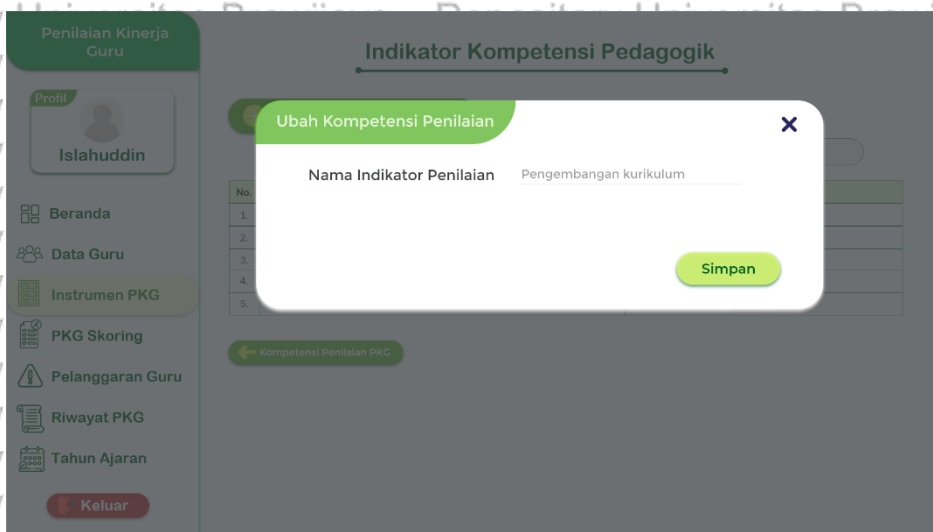 Penilaian Kinerja
Guru
Indikator Kompetensi Pedagogik
Profil
Islahuddin
Ubah Kompetensi Penilaian
Nama Indikator Penilaian Pengembangan kurikulum
Simpan
No.
1.
2.
3.
4.
5.
Kompetensi Penilaian PKG
Beranda
Data Guru
Instrumen PKG
PKG Skoring
Pelanggaran Guru
Riwayat PKG
Tahun Ajaran
Keluar